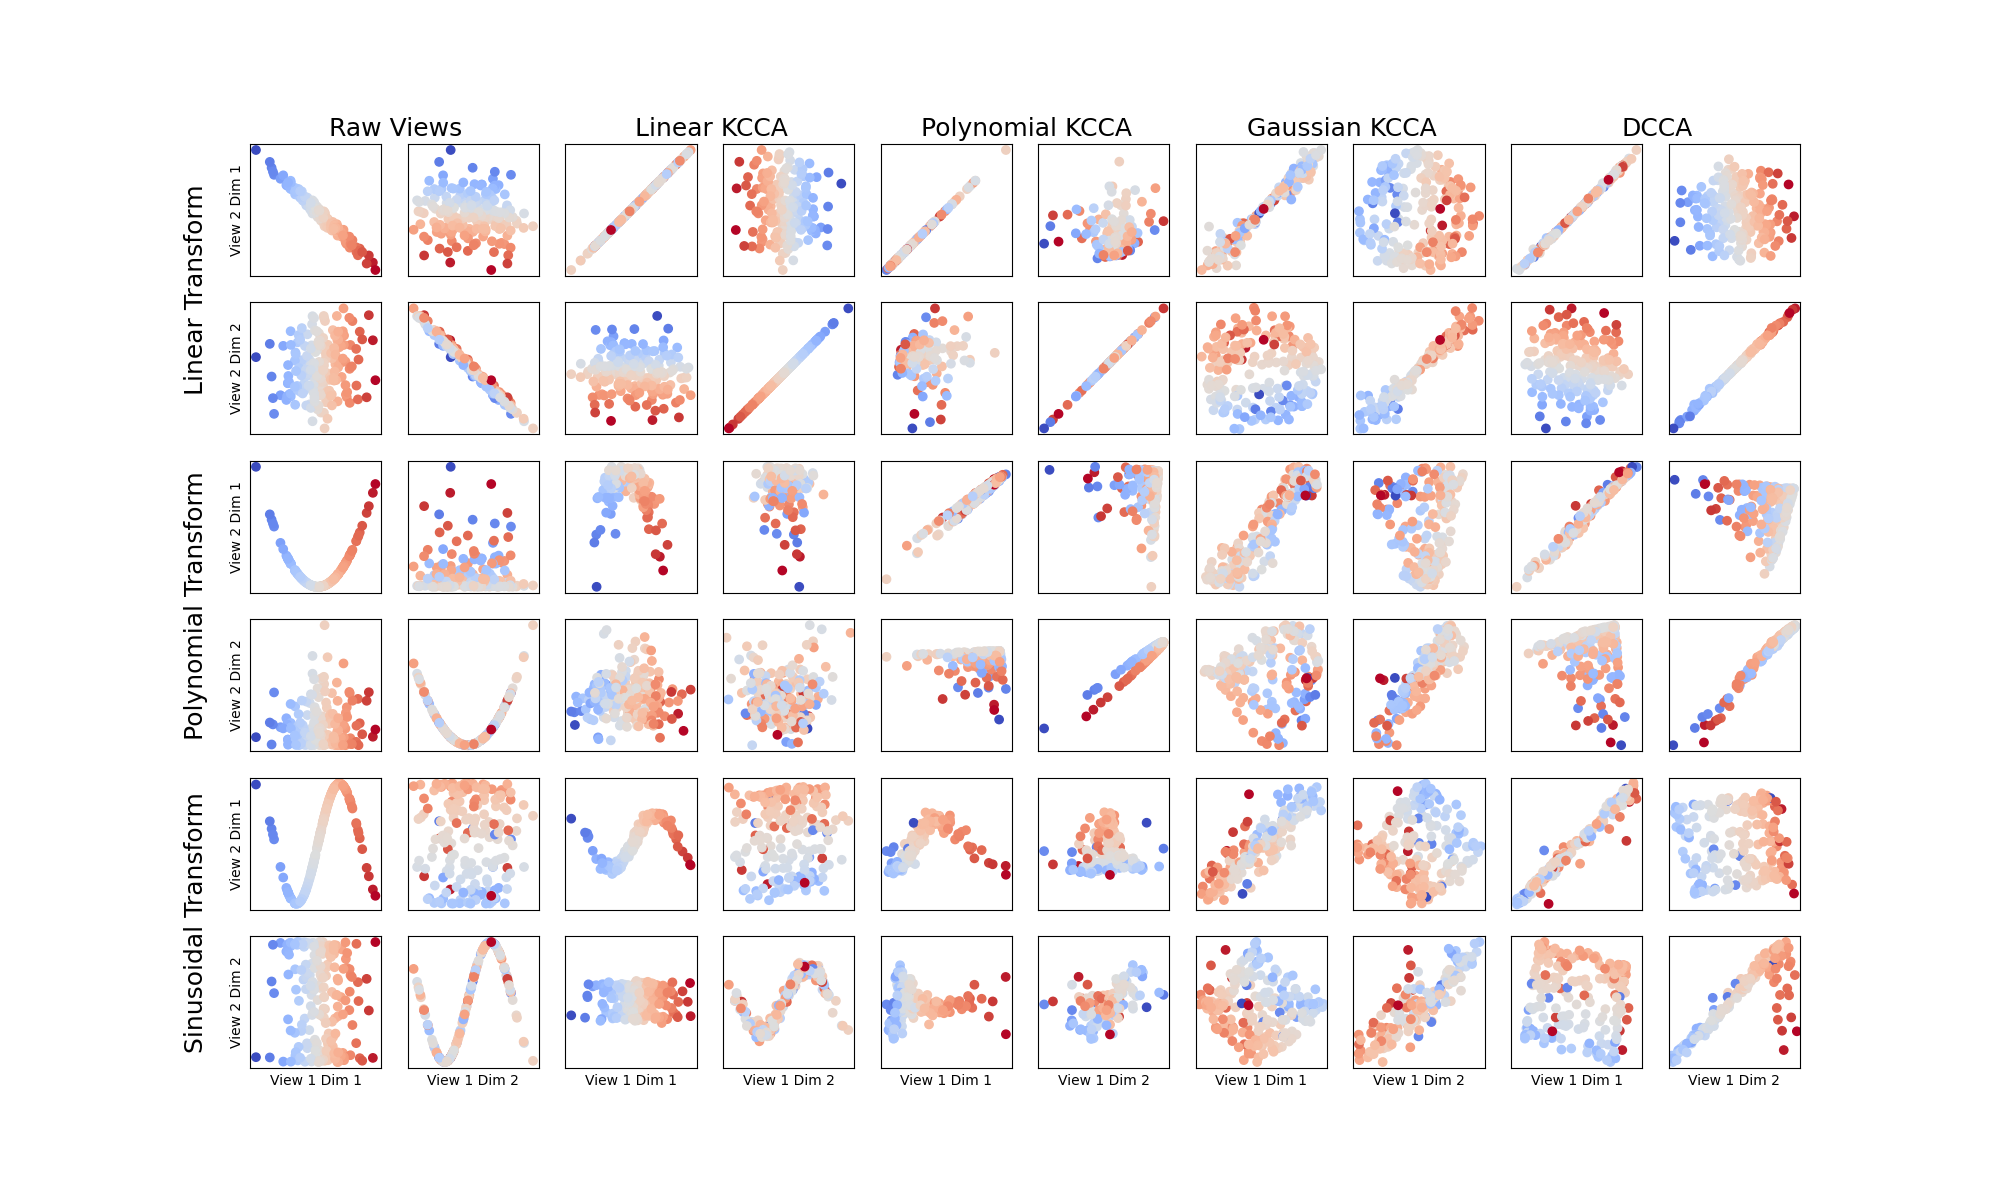 Raw Views
Linear KCCA
Polynomial KCCA
Gaussian KCCA
DCCA
Linear Transform
View 2 Dim 1
View 2 Dim 2
Polynomial Transform
View 2 Dim 1
View 2 Dim 2
Sinusoidal Transform
View 2 Dim 1
View 2 Dim 2
View 1 Dim 1
View 1 Dim 2
View 1 Dim 1
View 1 Dim 2
View 1 Dim 1
View 1 Dim 2
View 1 Dim 1
View 1 Dim 2
View 1 Dim 1
View 1 Dim 2